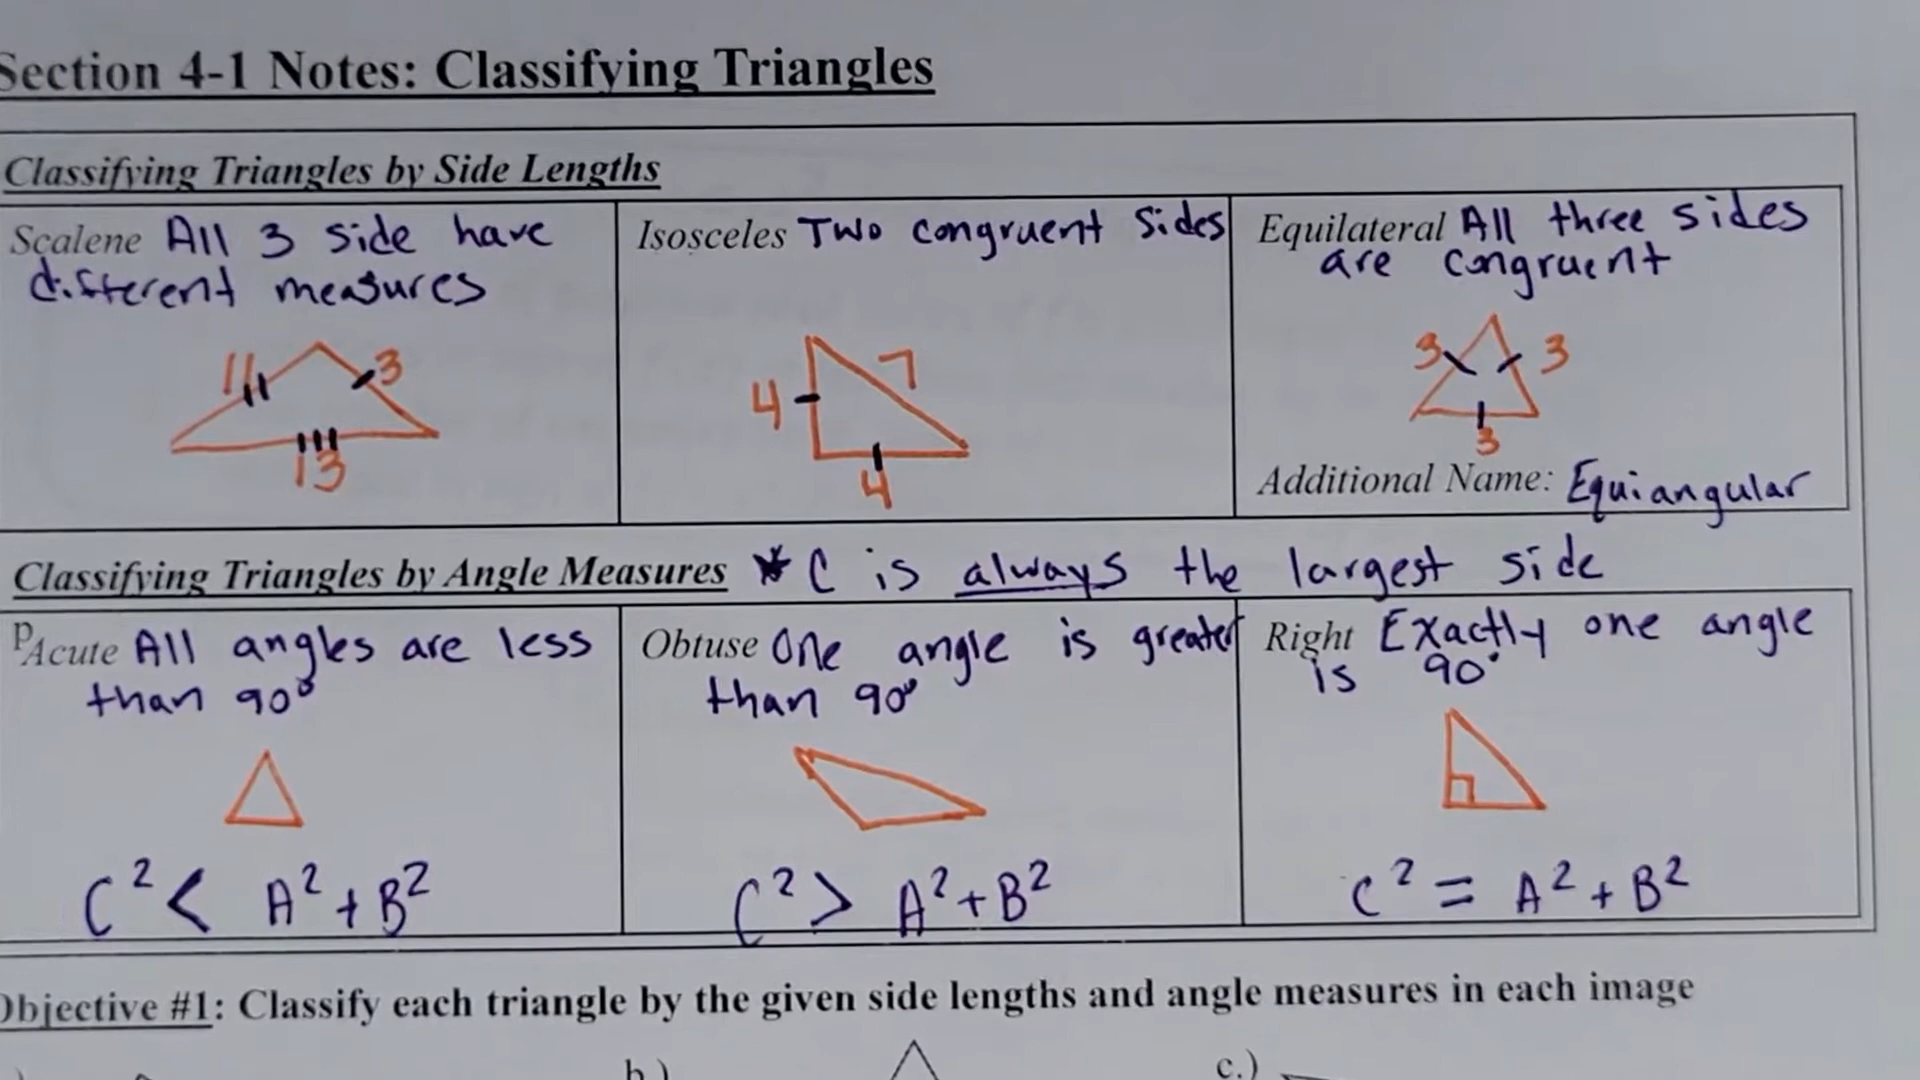 Section 4-1 Notes: Classifying Triangles
Classifying Triangles by Side Lengths
Scalene All 3 side have
different measures
11
3
13
Isosceles Two congruent sides
4
7
4
Equilateral All three sides
are congruent
3
3
3
Additional Name: Equiangular
Classifying Triangles by Angle Measures * C is always the largest side
PAcute All angles are less
than 90°
C² < A² + B²
Obtuse One angle is greater
than 90°
C² > A² + B²
Right Exactly one angle
is 90°
C² = A² + B²
Objective #1: Classify each triangle by the given side lengths and angle measures in each image
b.)
c.)